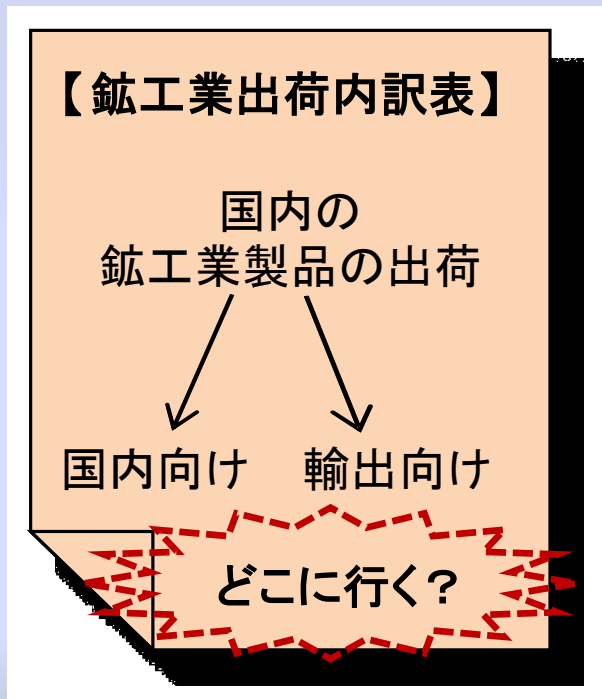 【鉱工業出荷内訳表】
国内の
鉱工業製品の出荷
国内向け 輸出向け
どこに行く？